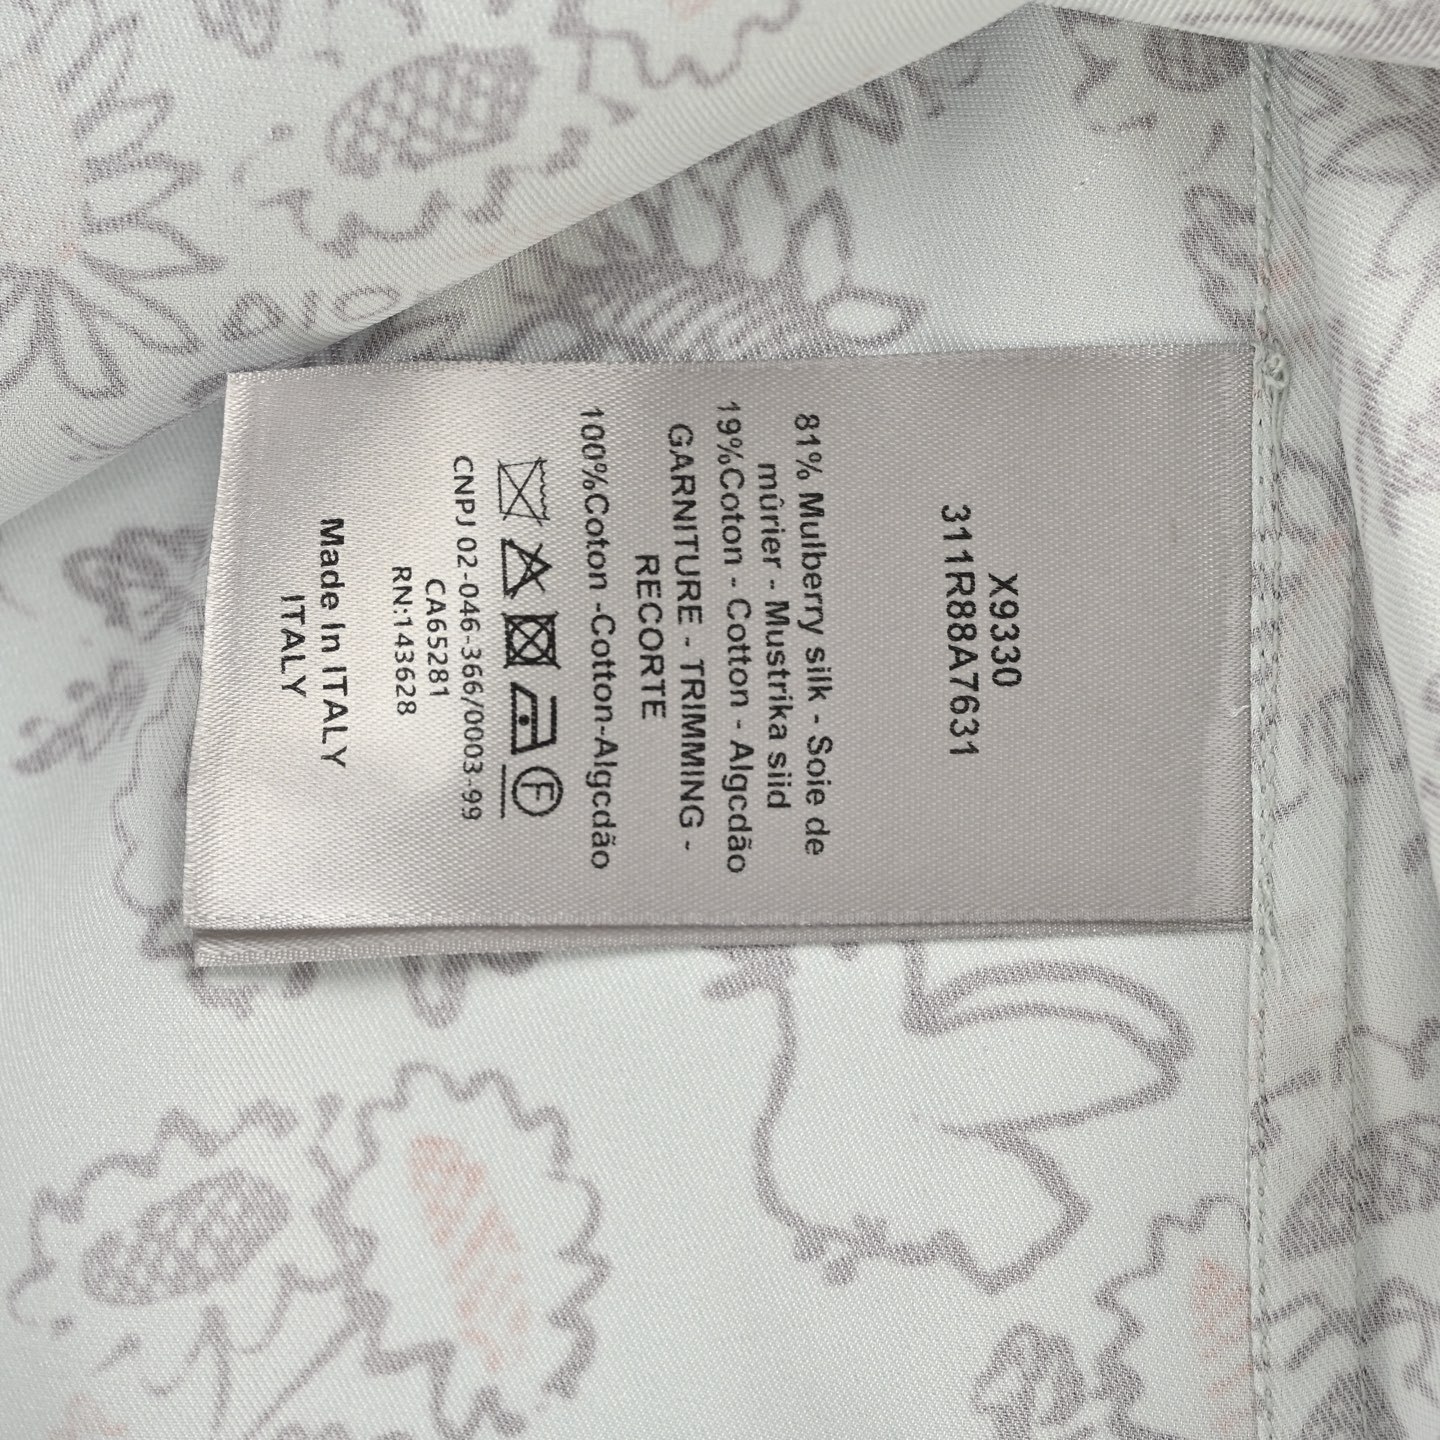 X9330
311R88A7631
81% Mulberry silk - Soie de
mûrier - Mustrika siid
19%Coton - Cotton - Algcdão
GARNITURE - TRIMMING -
RECORTE
100%Coton -Cotton-Algcdão
F
CNPJ 02-046-366/0003-99
CA65281
RN:143628
Made In ITALY
ITALY